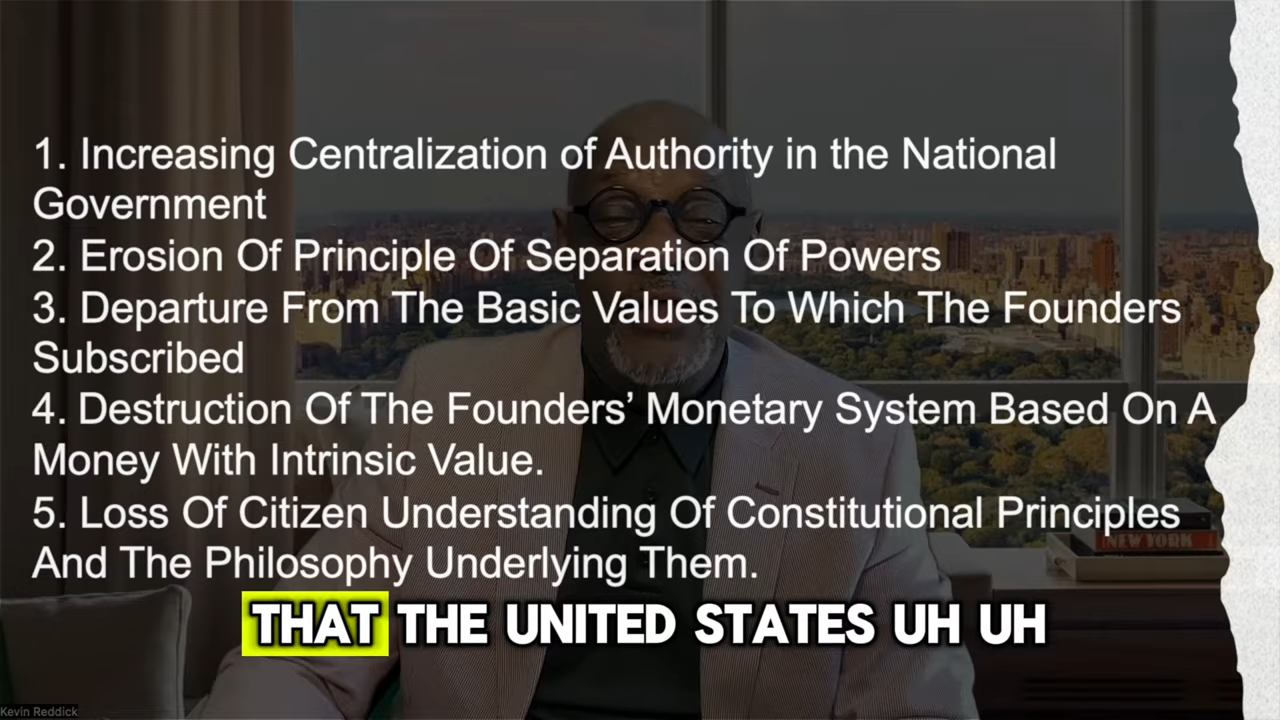 1. Increasing Centralization of Authority in the National
Government
2. Erosion Of Principle Of Separation Of Powers
3. Departure From The Basic Values To Which The Founders
Subscribed
4. Destruction Of The Founders’ Monetary System Based On A
Money With Intrinsic Value.
5. Loss Of Citizen Understanding Of Constitutional Principles
And The Philosophy Underlying Them.
NEW YORK
THAT THE UNITED STATES UH UH
Kevin Reddick